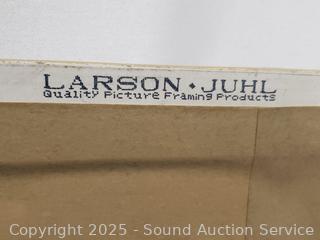 LARSON • JUHL
Quality Picture Framing Products
Copyright 2025 - Sound Auction Service